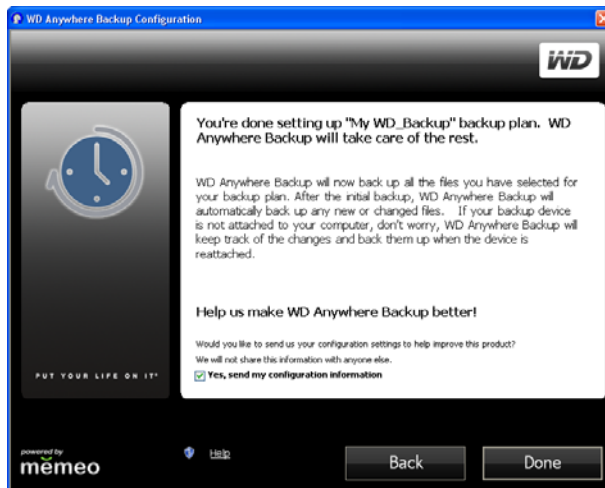 WD Anywhere Backup Configuration
WD
You're done setting up "My WD_Backup" backup plan. WD
Anywhere Backup will take care of the rest.
WD Anywhere Backup will now back up all the files you have selected for
your backup plan. After the initial backup, WD Anywhere Backup will
automatically back up any new or changed files. If your backup device
is not attached to your computer, don't worry, WD Anywhere Backup will
keep track of the changes and back them up when the device is
reattached.
Help us make WD Anywhere Backup better!
Would you like to send us your configuration settings to help improve this product?
We will not share this information with anyone else.
Yes, send my configuration information
PUT YOUR LIFE ON IT®
powered by
mēmeo
Help
Back
Done